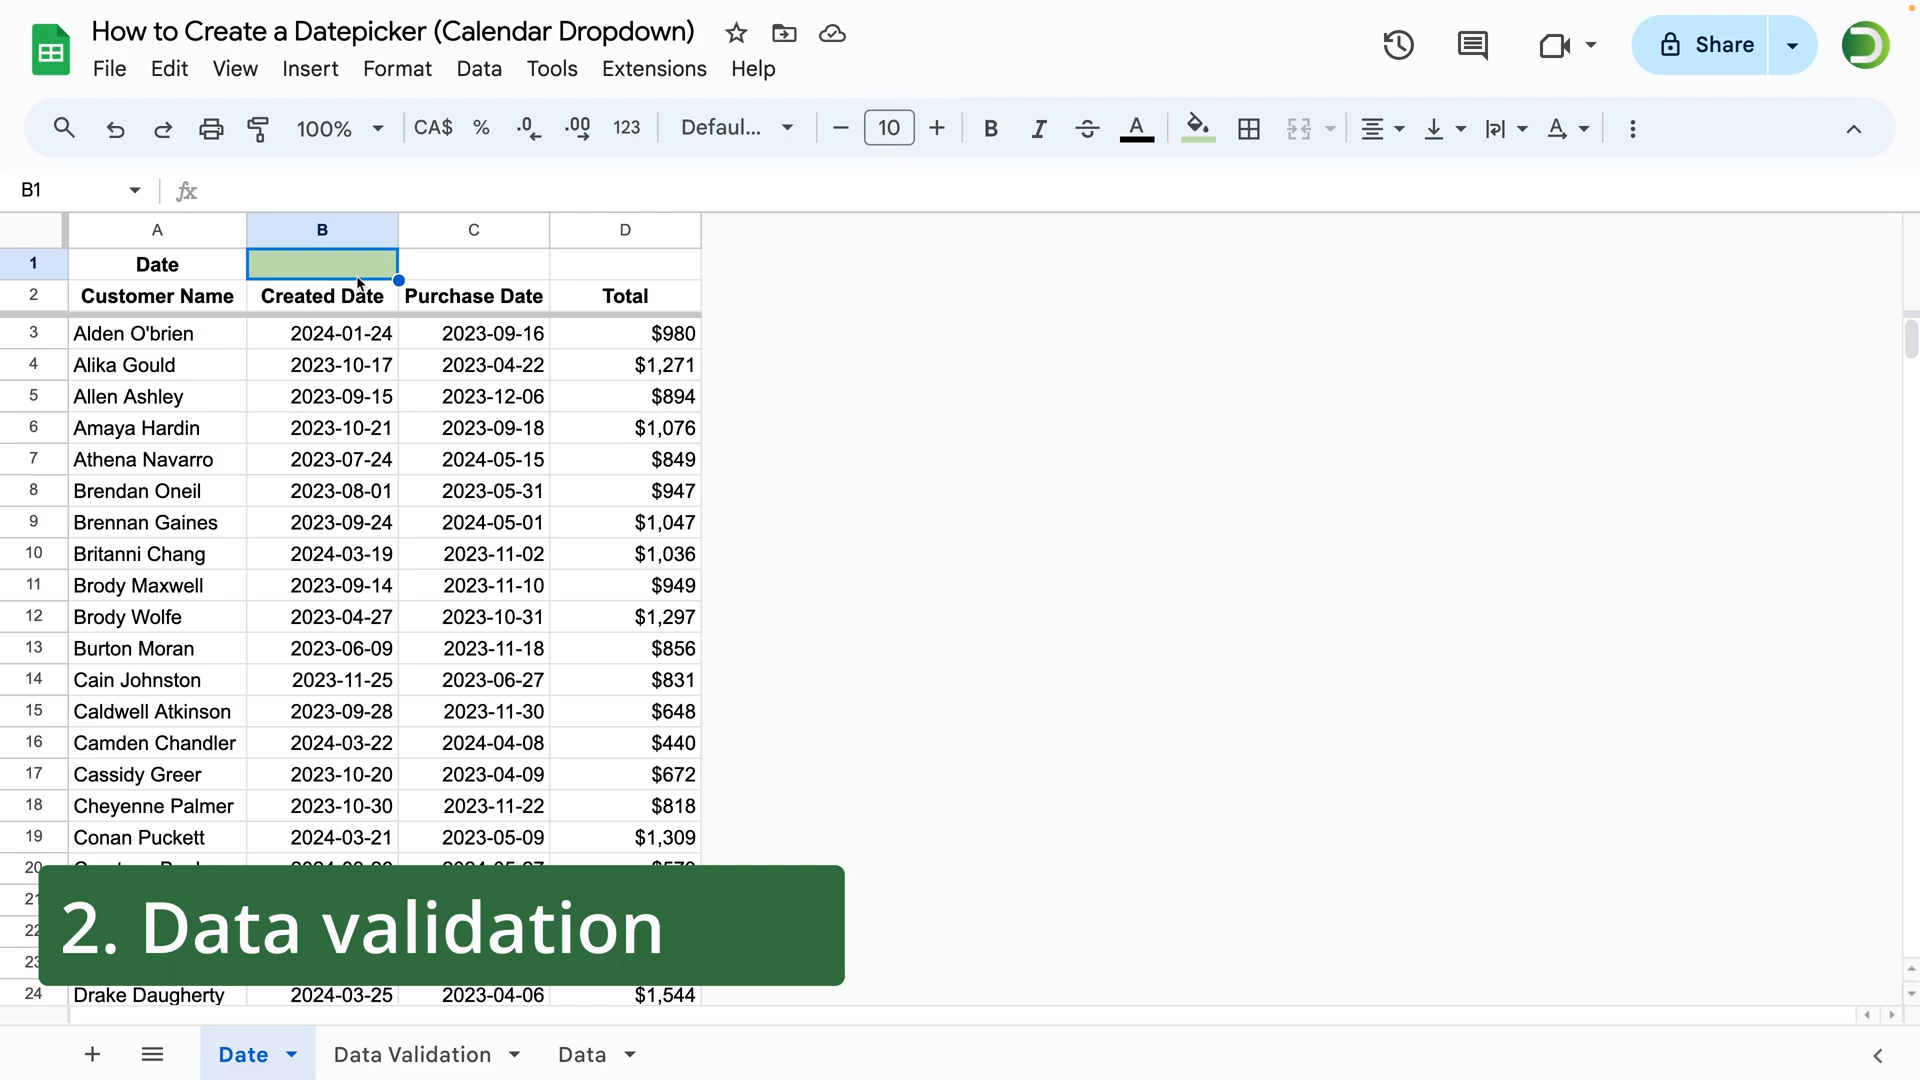 How to Create a Datepicker (Calendar Dropdown)
File Edit View Insert Format Data Tools Extensions Help
Share
100% CA$ % .0 .00 123 Defaul... 10 B I S A A
B1 fx
A B C D
1 Date
2 Customer Name Created Date Purchase Date Total
3 Alden O'brien 2024-01-24 2023-09-16 $980
4 Alika Gould 2023-10-17 2023-04-22 $1,271
5 Allen Ashley 2023-09-15 2023-12-06 $894
6 Amaya Hardin 2023-10-21 2023-09-18 $1,076
7 Athena Navarro 2023-07-24 2024-05-15 $849
8 Brendan Oneil 2023-08-01 2023-05-31 $947
9 Brennan Gaines 2023-09-24 2024-05-01 $1,047
10 Britanni Chang 2024-03-19 2023-11-02 $1,036
11 Brody Maxwell 2023-09-14 2023-11-10 $949
12 Brody Wolfe 2023-04-27 2023-10-31 $1,297
13 Burton Moran 2023-06-09 2023-11-18 $856
14 Cain Johnston 2023-11-25 2023-06-27 $831
15 Caldwell Atkinson 2023-09-28 2023-11-30 $648
16 Camden Chandler 2024-03-22 2024-04-08 $440
17 Cassidy Greer 2023-10-20 2023-04-09 $672
18 Cheyenne Palmer 2023-10-30 2023-11-22 $818
19 Conan Puckett 2024-03-21 2023-05-09 $1,309
20
21
22
23
2. Data validation
24 Drake Daugherty 2024-03-25 2023-04-06 $1,544
Date Data Validation Data